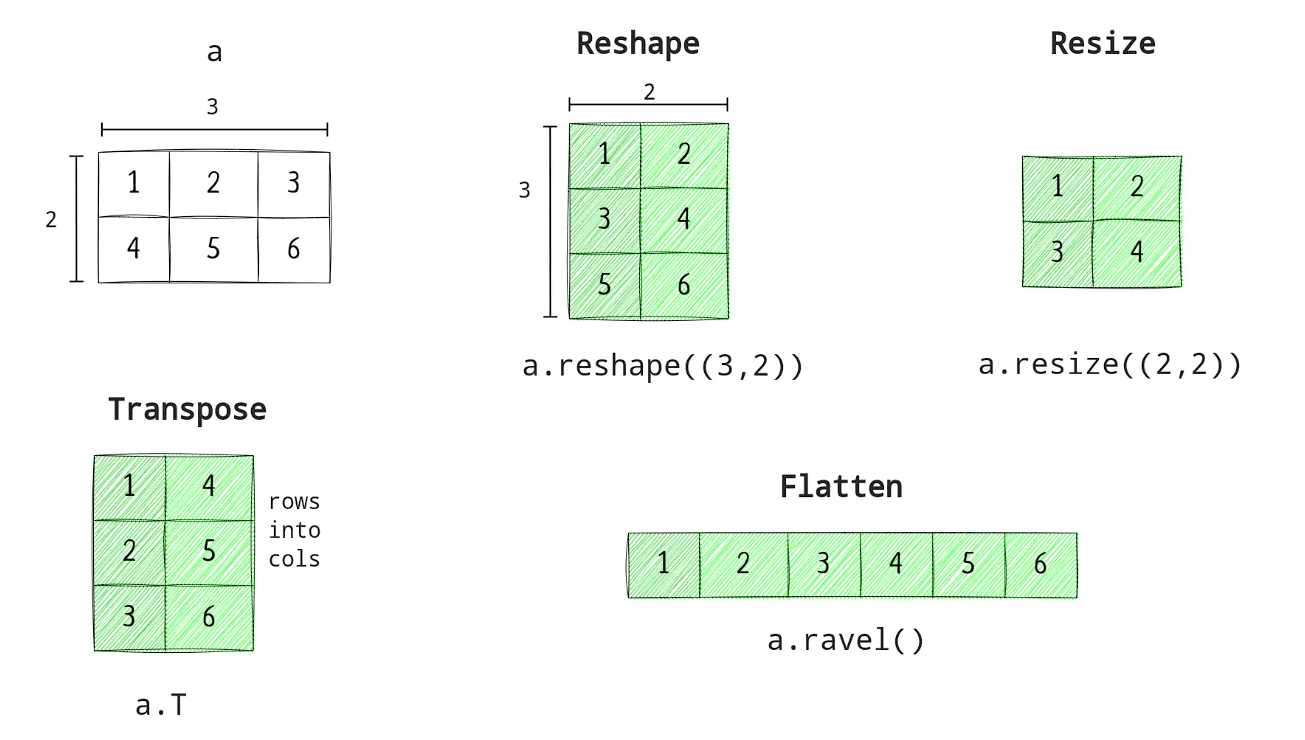 a
3
2
1 2 3
4 5 6
Reshape
2
3
1 2
3 4
5 6
a.reshape((3,2))
Resize
1 2
3 4
a.resize((2,2))
Transpose
1 4
2 5
3 6
rows
into
cols
a.T
Flatten
1 2 3 4 5 6
a.ravel()